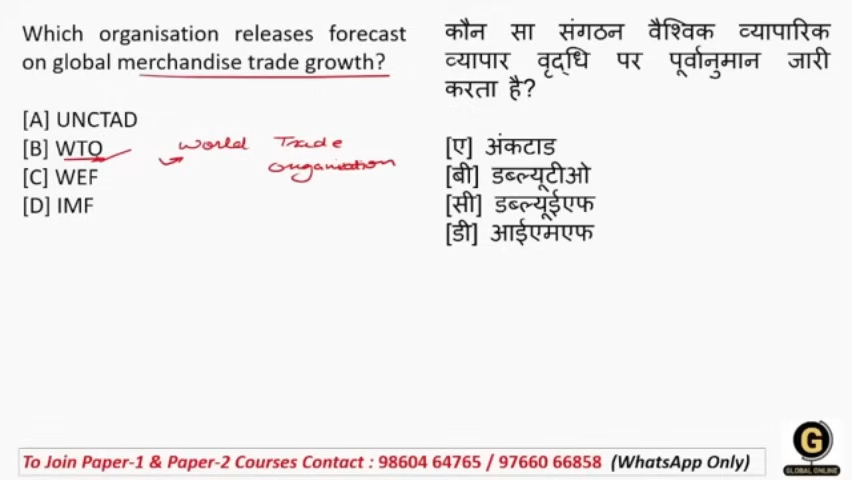 Which organisation releases forecast
on global merchandise trade growth?
[A] UNCTAD
[B] WTO
World Trade
Organisation
[C] WEF
[D] IMF
कौन सा संगठन वैश्विक व्यापारिक
व्यापार वृद्धि पर पूर्वानुमान जारी
करता है?
[ए] अंकटाड
[बी] डब्ल्यूटीओ
[सी] डब्ल्यूईएफ
[डी] आईएमएफ
G
GLOBAL ONLINE
To Join Paper-1 & Paper-2 Courses Contact : 98604 64765 / 97660 66858 (WhatsApp Only)